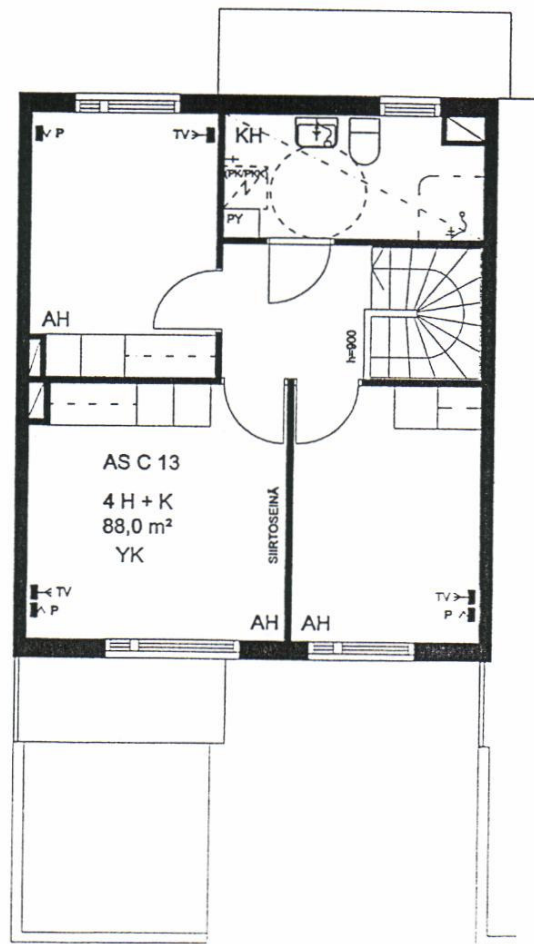 P
TV
KH
(PK/PKK)
PY
AH
h=900
AS C 13
4 H + K
88,0 m²
YK
SIIRTOSEINÄ
TV
P
TV
P
AH
AH